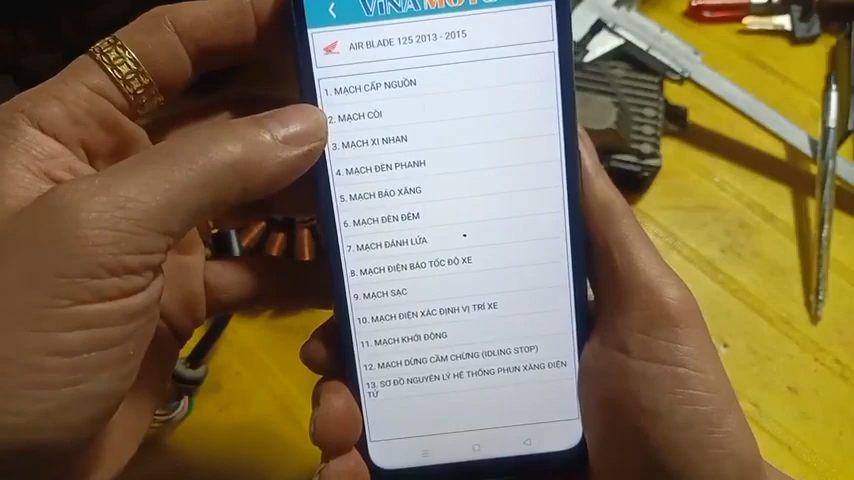 VINAMOTO
AIR BLADE 125 2013 - 2015
1. MẠCH CẤP NGUỒN
2. MẠCH CÒI
3. MẠCH XI NHAN
4. MẠCH ĐÈN PHANH
5. MẠCH BÁO XĂNG
6. MẠCH ĐÈN ĐÊM
7. MẠCH ĐÁNH LỬA
8. MẠCH ĐIỆN BÁO TỐC ĐỘ XE
9. MẠCH SẠC
10. MẠCH ĐIỆN XÁC ĐỊNH VỊ TRÍ XE
11. MẠCH KHỞI ĐỘNG
12. MẠCH DỪNG CẦM CHỪNG (IDLING STOP)
13. SƠ ĐỒ NGUYÊN LÝ HỆ THỐNG PHUN XĂNG ĐIỆN
TỬ